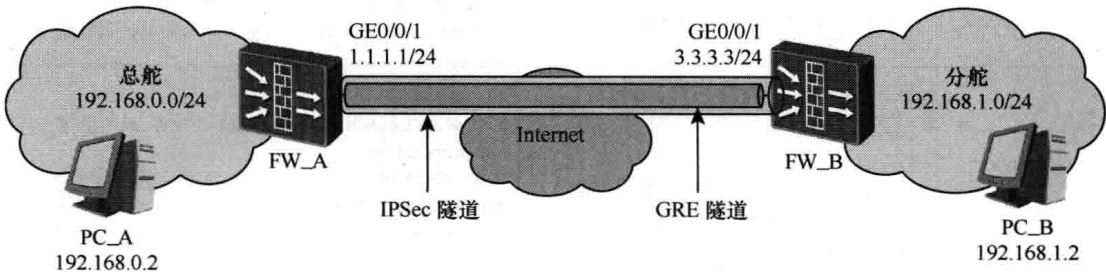 GE0/0/1
1.1.1.1/24
GE0/0/1
3.3.3.3/24
总舵
192.168.0.0/24
分舵
192.168.1.0/24
Internet
FW_A
FW_B
IPSec 隧道
GRE 隧道
PC_A
192.168.0.2
PC_B
192.168.1.2